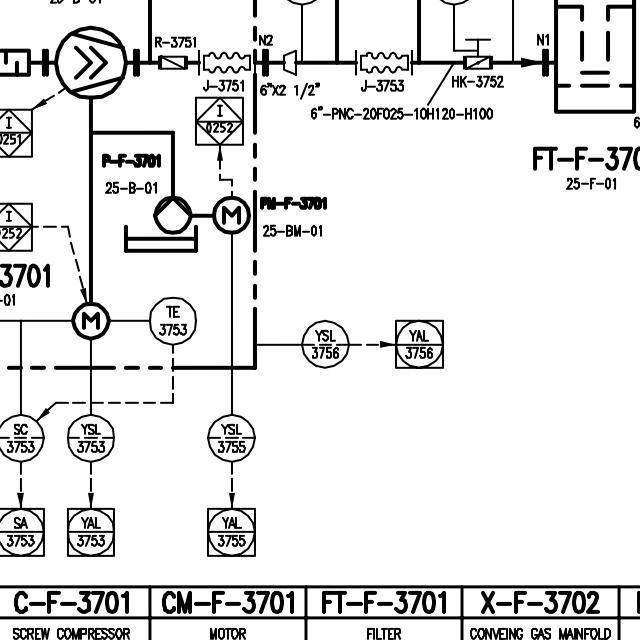 R-3751
N2
N1
J-3751
J-3753
HK-3752
6"X2 1/2"
6"-PNC-20F025-10H120-H100
I
0252
I
0251
P-F-3701
25-B-01
FT-F-370
25-F-01
6
M
PM-F-3701
25-BM-01
I
0252
3701
-01
M
TE
3753
YSL
3756
YAL
3756
SC
3753
YSL
3753
YSL
3755
SA
3753
YAL
3753
YAL
3755
C-F-3701
CM-F-3701
FT-F-3701
X-F-3702
SCREW COMPRESSOR
MOTOR
FILTER
CONVEING GAS MAINFOLD